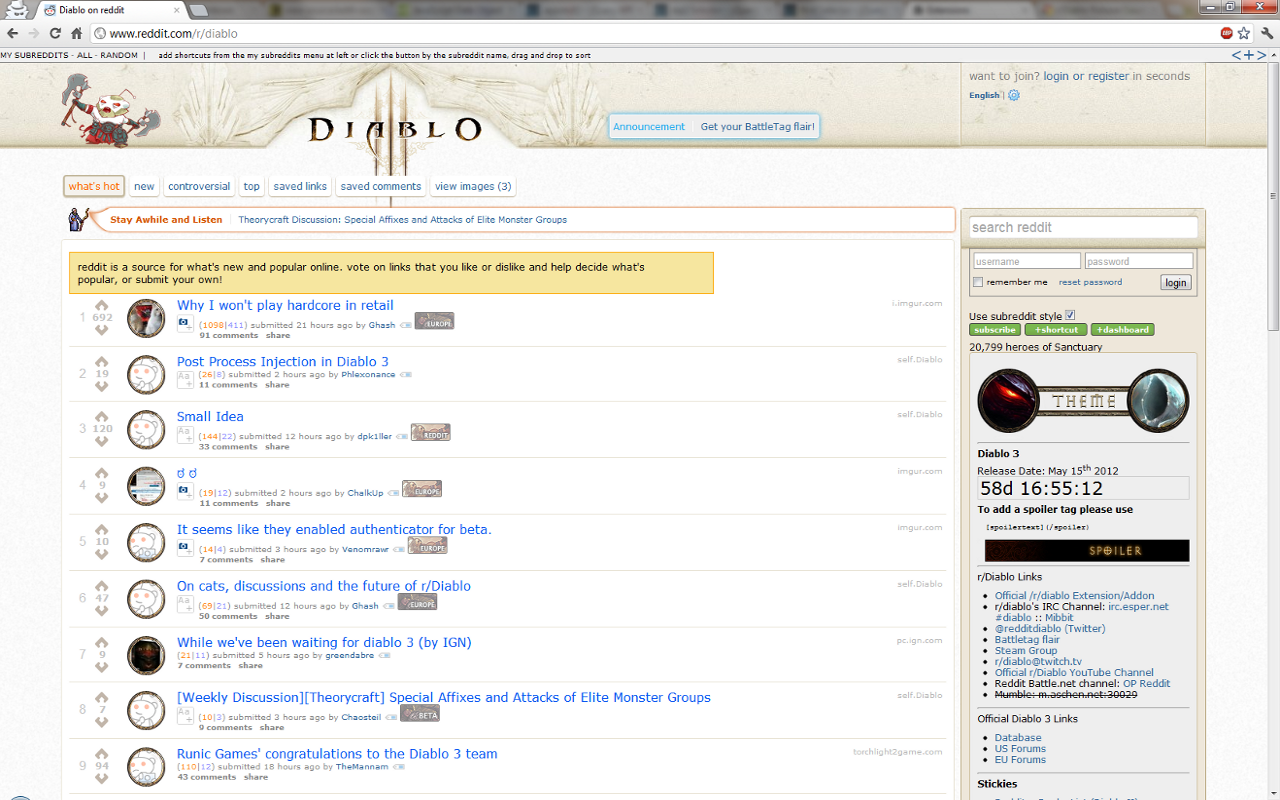 Diablo on reddit
www.reddit.com/r/diablo
MY SUBREDDITS - ALL - RANDOM | add shortcuts from the my subreddits menu at left or click the button by the subreddit name, drag and drop to sort
<+>
want to join? login or register in seconds
English |
DIABLO
Announcement Get your BattleTag flair!
what's hot new controversial top saved links saved comments view images (3)
Stay Awhile and Listen Theorycraft Discussion: Special Affixes and Attacks of Elite Monster Groups
reddit is a source for what's new and popular online. vote on links that you like or dislike and help decide what's
popular, or submit your own!
1 692 Why I won't play hardcore in retail i.imgur.com
(1098|411) submitted 21 hours ago by Ghash EUROPE
91 comments share
2 19 Post Process Injection in Diablo 3 self.Diablo
Aa+ (26|8) submitted 2 hours ago by Phlexonance
11 comments share
3 120 Small Idea self.Diablo
Aa+ (144|22) submitted 12 hours ago by dpk1ller REDDIT
33 comments share
4 9 ಠ ಠ imgur.com
(19|12) submitted 2 hours ago by ChalkUp EUROPE
11 comments share
5 10 It seems like they enabled authenticator for beta. imgur.com
(14|4) submitted 3 hours ago by Venomrawr EUROPE
7 comments share
6 47 On cats, discussions and the future of r/Diablo self.Diablo
Aa+ (69|21) submitted 12 hours ago by Ghash EUROPE
50 comments share
7 9 While we've been waiting for diablo 3 (by IGN) pc.ign.com
(21|11) submitted 5 hours ago by greendabre
7 comments share
8 7 [Weekly Discussion][Theorycraft] Special Affixes and Attacks of Elite Monster Groups self.Diablo
Aa+ (10|3) submitted 3 hours ago by Chaosteil BETA
9 comments share
9 94 Runic Games' congratulations to the Diablo 3 team torchlight2game.com
(110|12) submitted 18 hours ago by TheMannam
43 comments share
search reddit
username password
remember me reset password login
Use subreddit style
subscribe +shortcut +dashboard
20,799 heroes of Sanctuary
THEME
Diablo 3
Release Date: May 15th 2012
58d 16:55:12
To add a spoiler tag please use
[spoilertext](/spoiler)
SPOILER
r/Diablo Links
Official /r/diablo Extension/Addon
r/diablo's IRC Channel: irc.esper.net
#diablo :: Mibbit
@redditdiablo (Twitter)
Battletag flair
Steam Group
r/diablo@twitch.tv
Official r/Diablo YouTube Channel
Reddit Battle.net channel: OP Reddit
Mumble: m.aschen.net:30029
Official Diablo 3 Links
Database
US Forums
EU Forums
Stickies